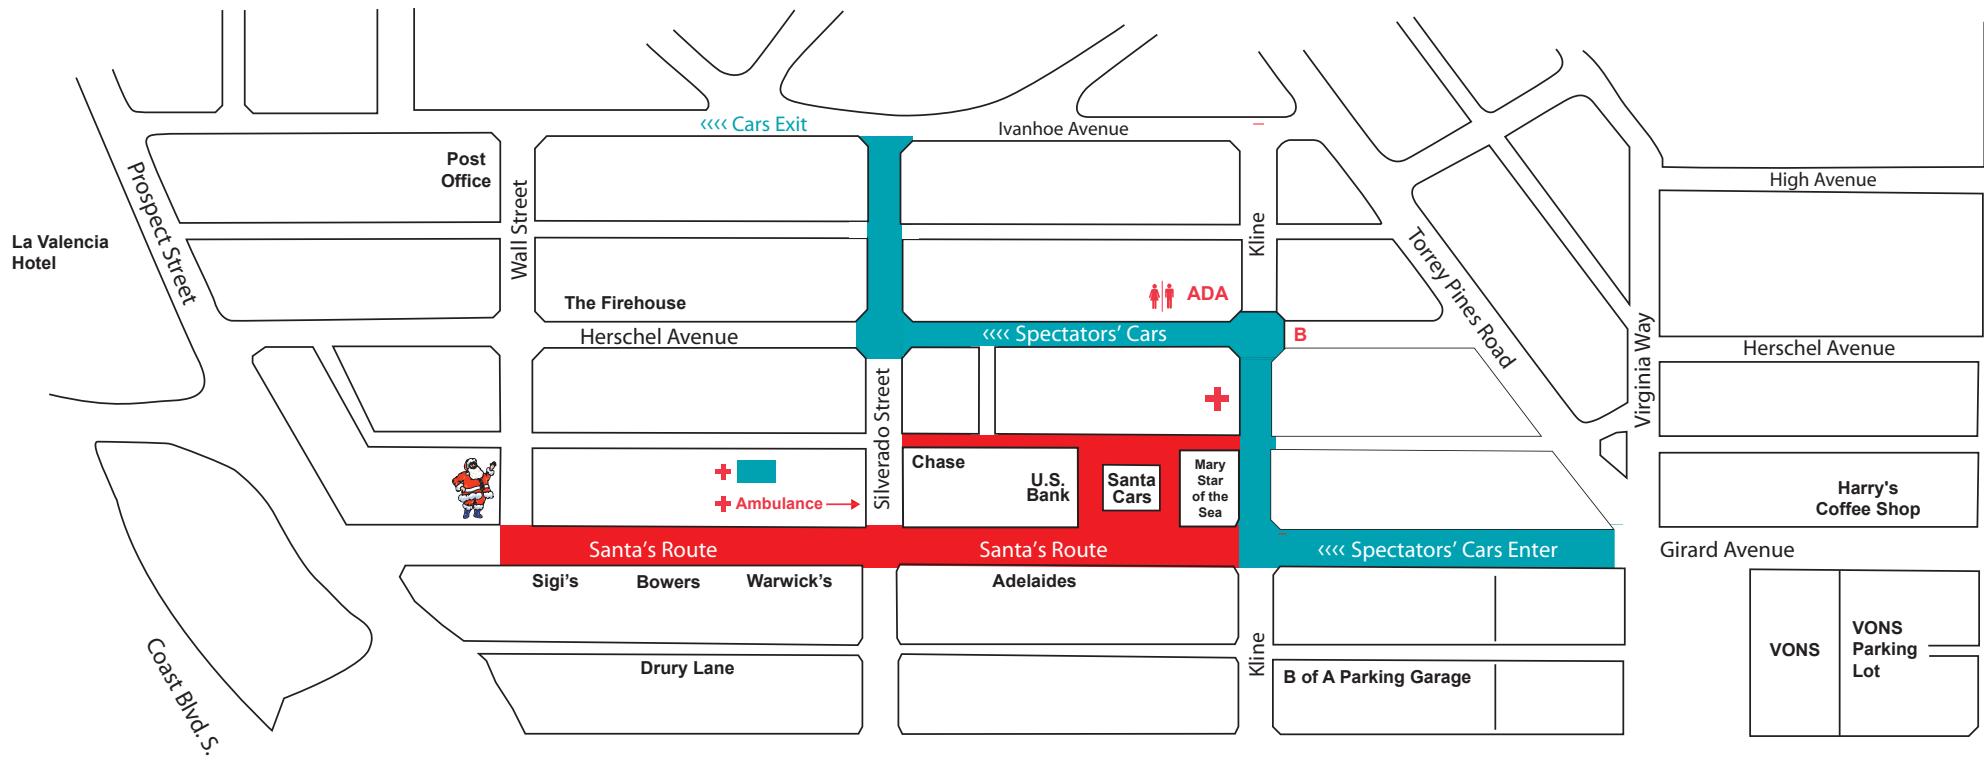 ‹‹‹‹ Cars Exit
Ivanhoe Avenue
Post
Office
High Avenue
Prospect Street
Wall Street
Kline
La Valencia
Hotel
Torrey Pines Road
ADA
The Firehouse
Herschel Avenue
‹‹‹‹ Spectators' Cars
B
Virginia Way
Herschel Avenue
Silverado Street
Chase
U.S.
Bank
Santa
Cars
Mary
Star
of the
Sea
Ambulance
Harry's
Coffee Shop
Santa's Route
Santa's Route
‹‹‹‹ Spectators' Cars Enter
Girard Avenue
Sigi's
Bowers
Warwick's
Adelaides
Coast Blvd. S.
Drury Lane
Kline
B of A Parking Garage
VONS
VONS
Parking
Lot